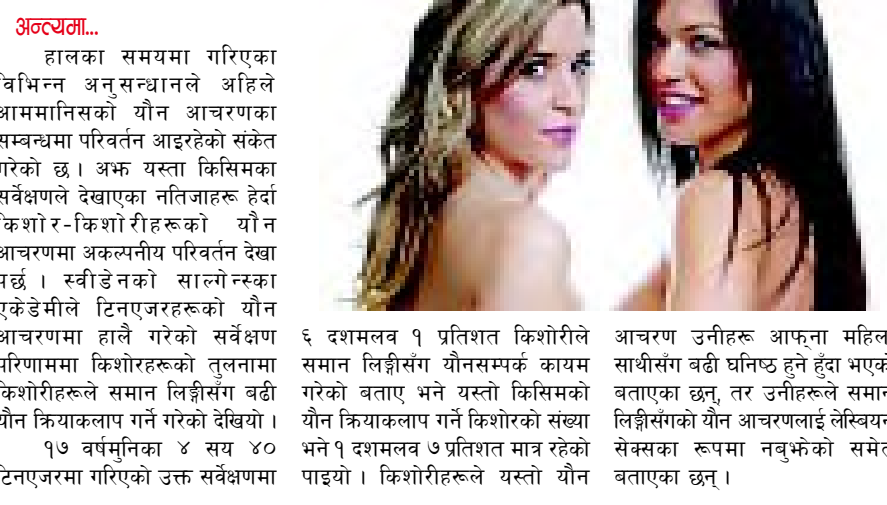 अन्त्यमा...
हालका समयमा गरिएका
विभिन्न अनुसन्धानले अहिले
आममानिसको यौन आचरणका
सम्बन्धमा परिवर्तन आइरहेको संकेत
गरेको छ । अझ यस्ता किसिमका
सर्वेक्षणले देखाएका नतिजाहरू हेर्दा
किशोर-किशोरीहरूको यौन
आचरणमा अकल्पनीय परिवर्तन देखा
पर्छ । स्वीडेनको साल्गेन्स्का
एकेडेमीले टिनएजरहरूको यौन
आचरणमा हालै गरेको सर्वेक्षण
परिणाममा किशोरहरूको तुलनामा
किशोरीहरूले समान लिङ्गीसँग बढी
यौन क्रियाकलाप गर्ने गरेको देखियो ।
१७ वर्षमुनिका ४ सय ४०
टिनएजरमा गरिएको उक्त सर्वेक्षणमा
६ दशमलव १ प्रतिशत किशोरीले
समान लिङ्गीसँग यौनसम्पर्क कायम
गरेको बताए भने यस्तो किसिमको
यौन क्रियाकलाप गर्ने किशोरको संख्या
भने १ दशमलव ७ प्रतिशत मात्र रहेको
पाइयो । किशोरीहरूले यस्तो यौन
आचरण उनीहरू आफ्ना महिला
साथीसँग बढी घनिष्ठ हुने हुँदा भएको
बताएका छन्, तर उनीहरूले समान
लिङ्गीसँगको यौन आचरणलाई लेस्बियन
सेक्सका रूपमा नबुझेको समेत
बताएका छन् ।